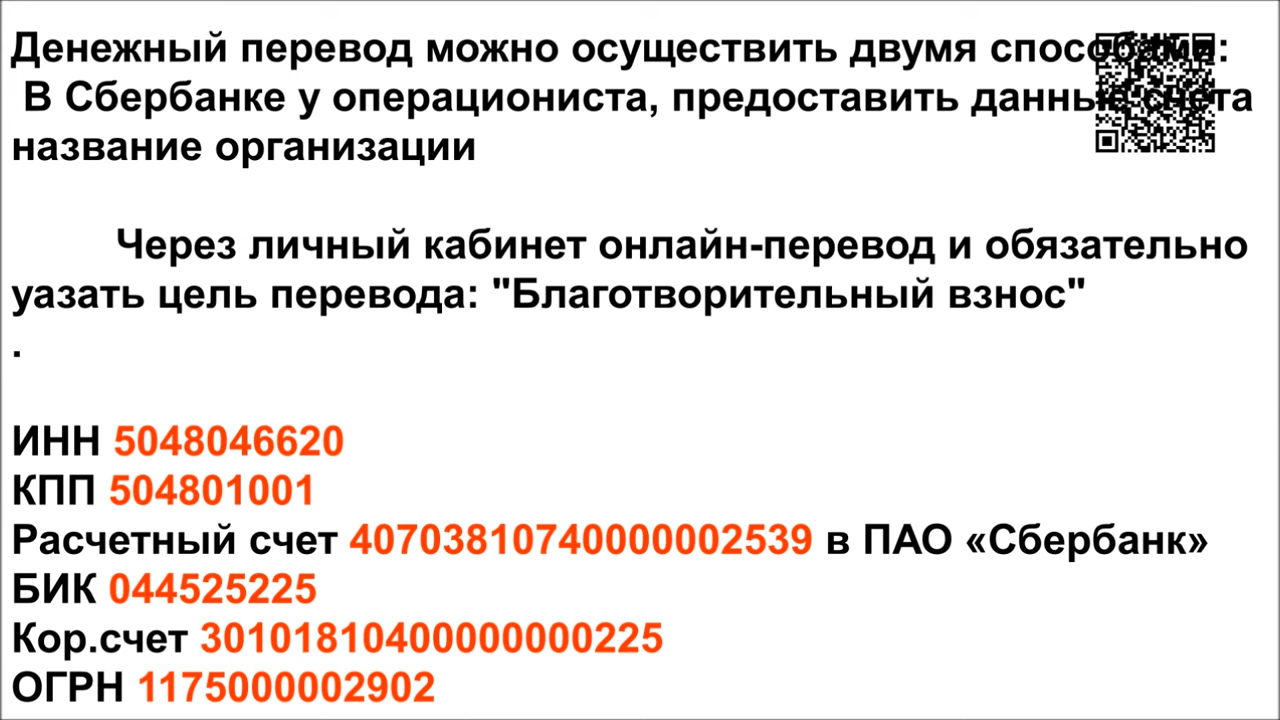 Денежный перевод можно осуществить двумя способами:
В Сбербанке у операциониста, предоставить данные счета
название организации
Через личный кабинет онлайн-перевод и обязательно
уазать цель перевода: "Благотворительный взнос"
.
ИНН 5048046620
КПП 504801001
Расчетный счет 40703810740000002539 в ПАО «Сбербанк»
БИК 044525225
Кор.счет 30101810400000000225
ОГРН 1175000002902